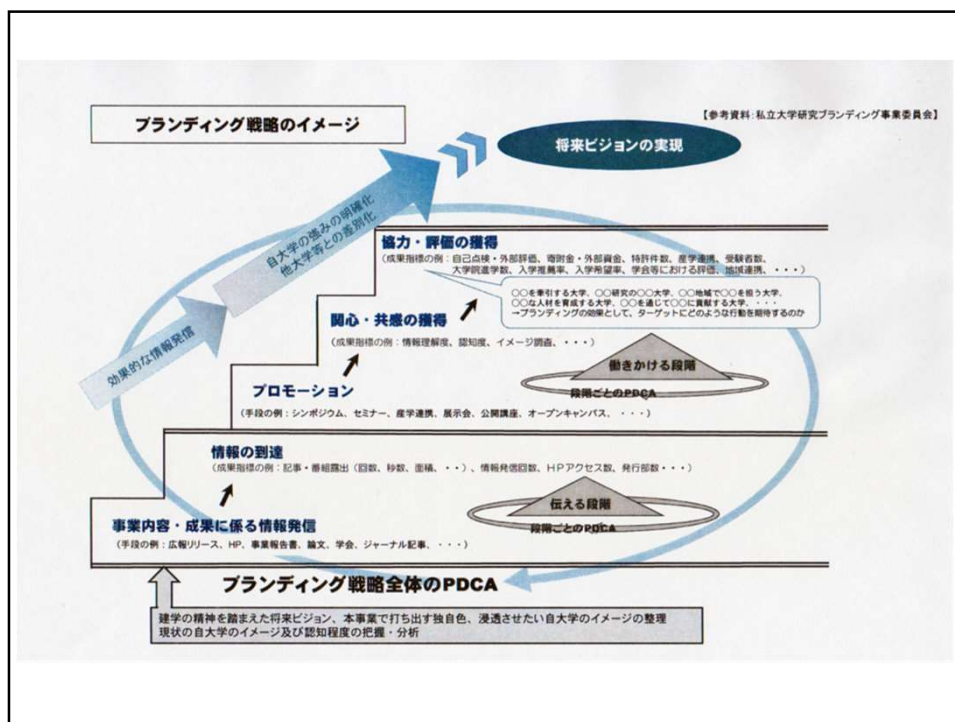 ブランディング戦略のイメージ
【参考資料：私立大学研究ブランディング事業委員会】
将来ビジョンの実現
自大学の強みの明確化
他大学等との差別化
効果的な情報発信
協力・評価の獲得
(成果指標の例：自己点検・外部評価、寄附金・外部資金、特許件数、産学連携、受験者数、
大学院進学数、入学推薦率、入学希望率、学会等における評価、地域連携、・・・・)
〇〇を牽引する大学、〇〇研究の〇〇大学、〇〇地域で〇〇を担う大学、
〇〇な人材を育成する大学、〇〇を通じて〇〇に貢献する大学、・・・・
→ブランディングの効果として、ターゲットにどのような行動を期待するのか
関心・共感の獲得
(成果指標の例：情報理解度、認知度、イメージ調査、・・・・)
働きかける段階
段階ごとのPDCA
プロモーション
(手段の例：シンポジウム、セミナー、産学連携、展示会、公開講座、オープンキャンパス、・・・・)
情報の到達
(成果指標の例：記事・番組露出（回数、秒数、面積、・・）、情報発信回数、ＨＰアクセス数、発行部数・・・・)
伝える段階
段階ごとのPDCA
事業内容・成果に係る情報発信
(手段の例：広報リリース、HP、事業報告書、論文、学会、ジャーナル記事、・・・・)
ブランディング戦略全体のPDCA
建学の精神を踏まえた将来ビジョン、本事業で打ち出す独自色、浸透させたい自大学のイメージの整理
現状の自大学のイメージ及び認知程度の把握・分析